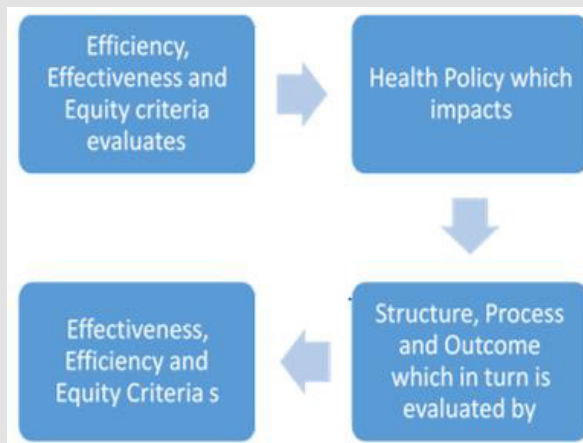 Efficiency,
Effectiveness and
Equity criteria
evaluates
Health Policy which
impacts
Structure, Process
and Outcome
which in turn is
evaluated by
Effectiveness,
Efficiency and
Equity Criteria s